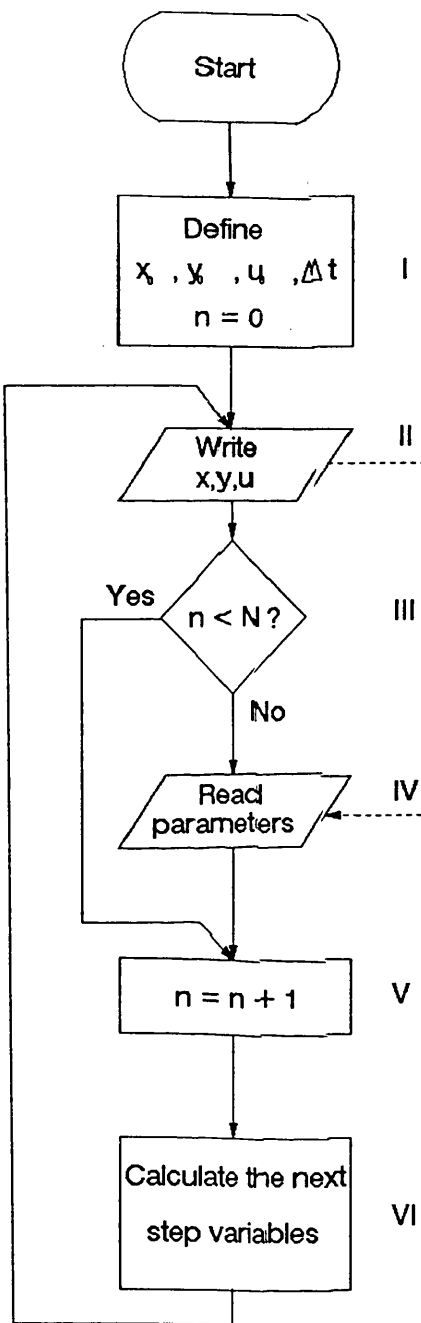 Start
Define
x₀ , y₀ , u₀ , Δt
n = 0
I
Write
x,y,u
II
Yes
n < N ?
III
No
Read
parameters
IV
n = n + 1
V
Calculate the next
step variables
VI